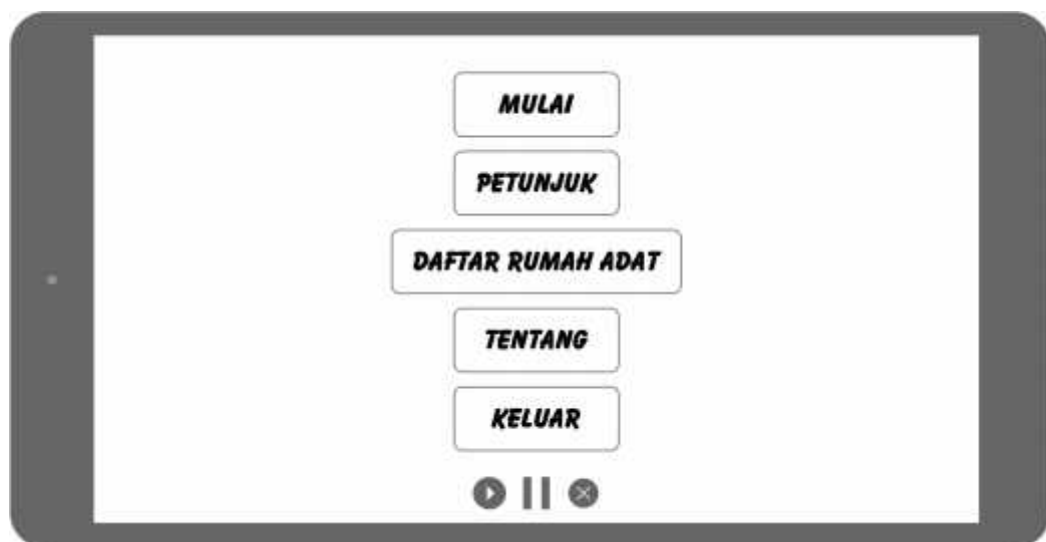 MULAI
PETUNJUK
DAFTAR RUMAH ADAT
TENTANG
KELUAR